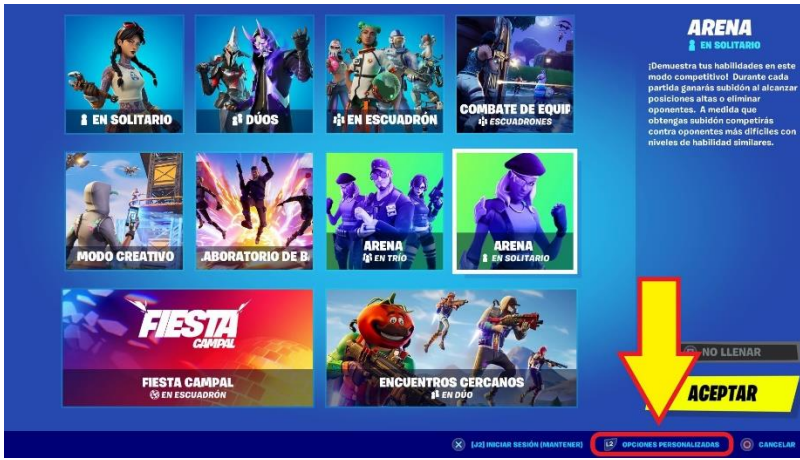 EN SOLITARIO
DÚOS
EN ESCUADRÓN
COMBATE DE EQUIP
ESCUADRONES
MODO CREATIVO
.ABORATORIO DE B.
ARENA
EN TRÍO
ARENA
EN SOLITARIO
FIESTA
CAMPAL
FIESTA CAMPAL
EN ESCUADRÓN
ENCUENTROS CERCANOS
EN DÚO
ARENA
EN SOLITARIO
¡Demuestra tus habilidades en este
modo competitivo! Durante cada
partida ganarás subidón al alcanzar
posiciones altas o eliminar
oponentes. A medida que
obtengas subidón competirás
contra oponentes más difíciles con
niveles de habilidad similares.
NO LLENAR
ACEPTAR
[J2] INICIAR SESIÓN (MANTENER)
L2 OPCIONES PERSONALIZADAS
CANCELAR